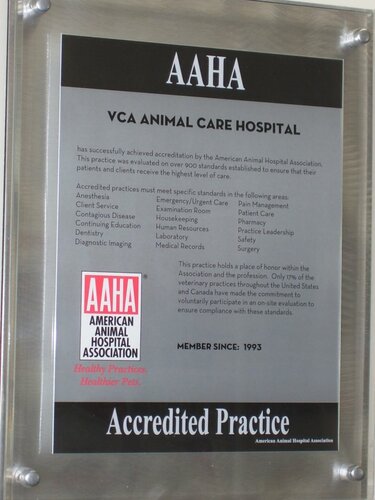 AAHA
VCA ANIMAL CARE HOSPITAL
has successfully achieved accreditation by the American Animal Hospital Association.
This practice was evaluated on over 900 standards established to ensure that their
patients and clients receive the highest level of care.
Accredited practices must meet specific standards in the following areas:
Anesthesia
Client Service
Contagious Disease
Continuing Education
Dentistry
Diagnostic Imaging
Emergency/Urgent Care
Examination Room
Housekeeping
Human Resources
Laboratory
Medical Records
Pain Management
Patient Care
Pharmacy
Practice Leadership
Safety
Surgery
This practice holds a place of honor within the
Association and the profession. Only 17% of the
veterinary practices throughout the United States
and Canada have made the commitment to
voluntarily participate in an on-site evaluation to
ensure compliance with these standards.
AAHA®
AMERICAN
ANIMAL
HOSPITAL
ASSOCIATION
Healthy Practices.
Healthier Pets.
MEMBER SINCE: 1993
Accredited Practice
American Animal Hospital Association